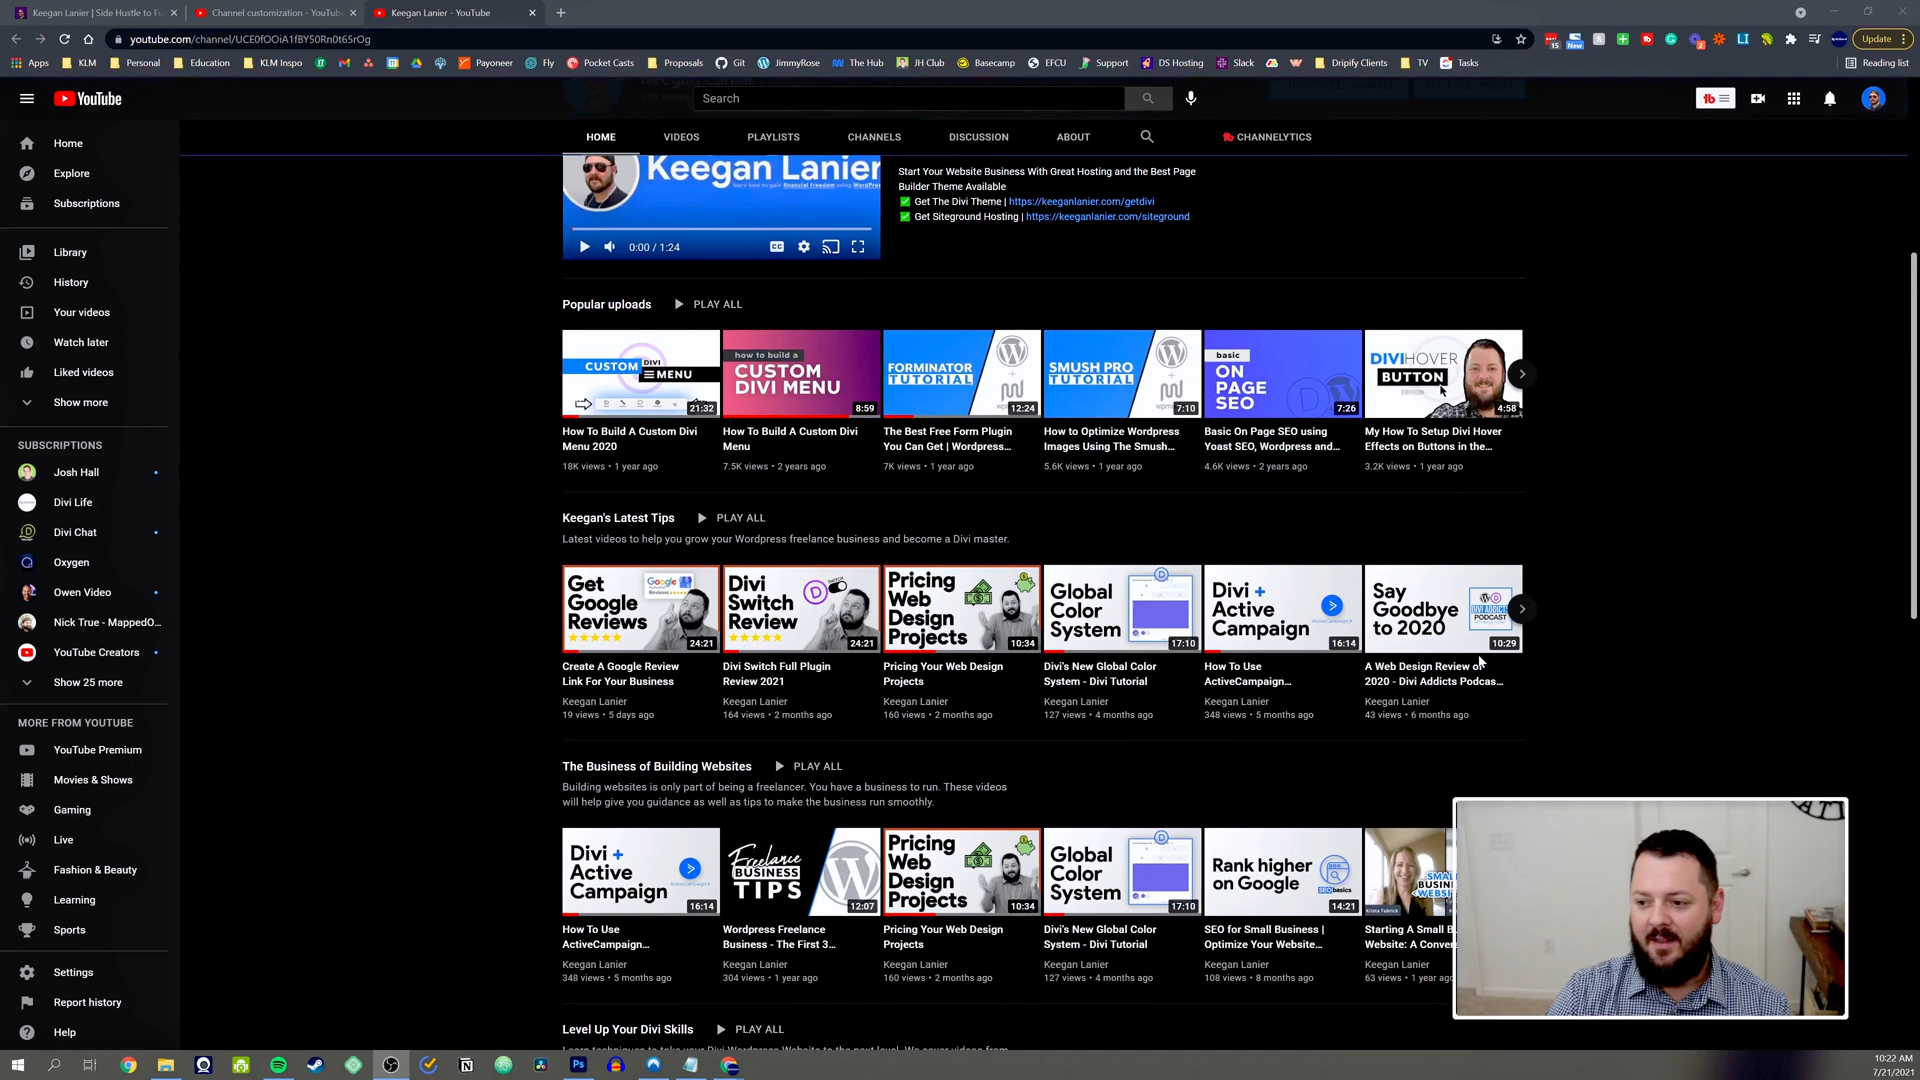 Keegan Lanier | Side Hustle to Fu
Channel customization - YouTub
Keegan Lanier - YouTube
youtube.com/channel/UCE0fOOiA1fBY50Rn0t65rOg
Update
Apps
KLM
Personal
Education
KLM Inspo
Payoneer
Fly
Pocket Casts
Proposals
Git
JimmyRose
The Hub
JH Club
Basecamp
EFCU
Support
DS Hosting
Slack
Dripify Clients
TV
Tasks
Reading list
YouTube
Search
HOME
VIDEOS
PLAYLISTS
CHANNELS
DISCUSSION
ABOUT
CHANNELYTICS
Home
Explore
Subscriptions
Library
History
Your videos
Watch later
Liked videos
Show more
SUBSCRIPTIONS
Josh Hall
Divi Life
Divi Chat
Oxygen
Owen Video
Nick True - MappedO...
YouTube Creators
Show 25 more
MORE FROM YOUTUBE
YouTube Premium
Movies & Shows
Gaming
Live
Fashion & Beauty
Learning
Sports
Settings
Report history
Help
Keegan Lanier
learn how to gain financial freedom using WordPre
0:00 / 1:24
Start Your Website Business With Great Hosting and the Best Page
Builder Theme Available
✅ Get The Divi Theme | https://keeganlanier.com/getdivi
✅ Get Siteground Hosting | https://keeganlanier.com/siteground
Popular uploads
PLAY ALL
CUSTOM DIVI
MENU
21:32
How To Build A Custom Divi
Menu 2020
18K views • 1 year ago
how to build a
CUSTOM
DIVI MENU
8:59
How To Build A Custom Divi
Menu
7.5K views • 2 years ago
FORMINATOR
TUTORIAL
12:24
The Best Free Form Plugin
You Can Get | Wordpress...
7K views • 1 year ago
SMUSH PRO
TUTORIAL
7:10
How to Optimize Wordpress
Images Using The Smush...
5.6K views • 1 year ago
basic
ON
PAGE
SEO
7:26
Basic On Page SEO using
Yoast SEO, Wordpress and...
4.6K views • 2 years ago
DIVIHOVER
BUTTON
EDITION
4:58
My How To Setup Divi Hover
Effects on Buttons in the...
3.2K views • 1 year ago
Keegan's Latest Tips
PLAY ALL
Latest videos to help you grow your Wordpress freelance business and become a Divi master.
Get
Google
Reviews
Google
24:21
Create A Google Review
Link For Your Business
Keegan Lanier
19 views • 5 days ago
Divi
Switch
Review
24:21
Divi Switch Full Plugin
Review 2021
Keegan Lanier
164 views • 2 months ago
Pricing
Web
Design
Projects
10:34
Pricing Your Web Design
Projects
Keegan Lanier
160 views • 2 months ago
Global
Color
System
17:10
Divi's New Global Color
System - Divi Tutorial
Keegan Lanier
127 views • 4 months ago
Divi +
Active
Campaign
ActiveCampaign >
16:14
How To Use
ActiveCampaign...
Keegan Lanier
348 views • 5 months ago
Say
Goodbye
to 2020
DIVI ADDICTS
PODCAST
10:29
A Web Design Review of
2020 - Divi Addicts Podcas...
Keegan Lanier
43 views • 6 months ago
The Business of Building Websites
PLAY ALL
Building websites is only part of being a freelancer. You have a business to run. These videos
will help give you guidance as well as tips to make the business run smoothly.
Divi +
Active
Campaign
ActiveCampaign >
16:14
How To Use
ActiveCampaign...
Keegan Lanier
348 views • 5 months ago
Freelance
BUSINESS
TIPS
12:07
Wordpress Freelance
Business - The First 3...
Keegan Lanier
304 views • 1 year ago
Pricing
Web
Design
Projects
10:34
Pricing Your Web Design
Projects
Keegan Lanier
160 views • 2 months ago
Global
Color
System
17:10
Divi's New Global Color
System - Divi Tutorial
Keegan Lanier
127 views • 4 months ago
Rank higher
on Google
SEO basics
14:21
SEO for Small Business |
Optimize Your Website...
Keegan Lanier
108 views • 8 months ago
SMAL
BUSIN
WEBS
Krista Fabrick
Starting A Small B
Website: A Conver
Keegan Lanier
63 views • 1 year ago
Level Up Your Divi Skills
PLAY ALL
10:22 AM
7/21/2021